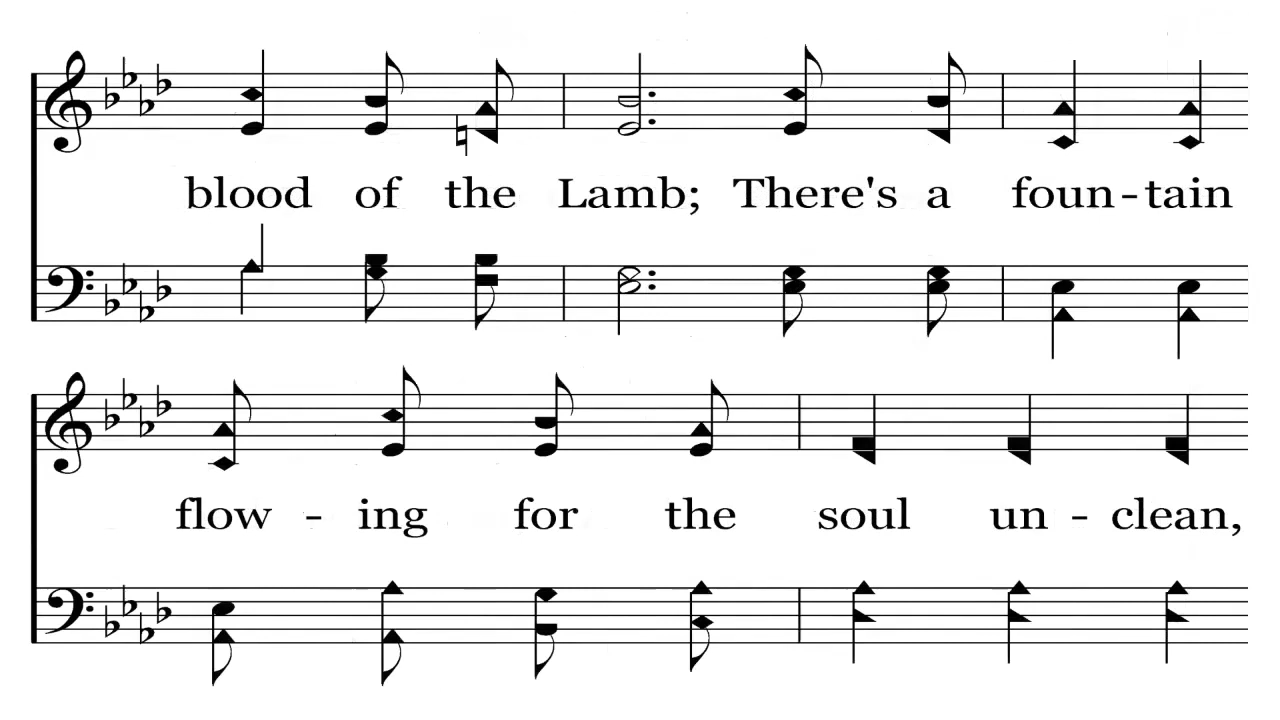 blood of the Lamb; There's a foun-tain
flow - ing for the soul un - clean,